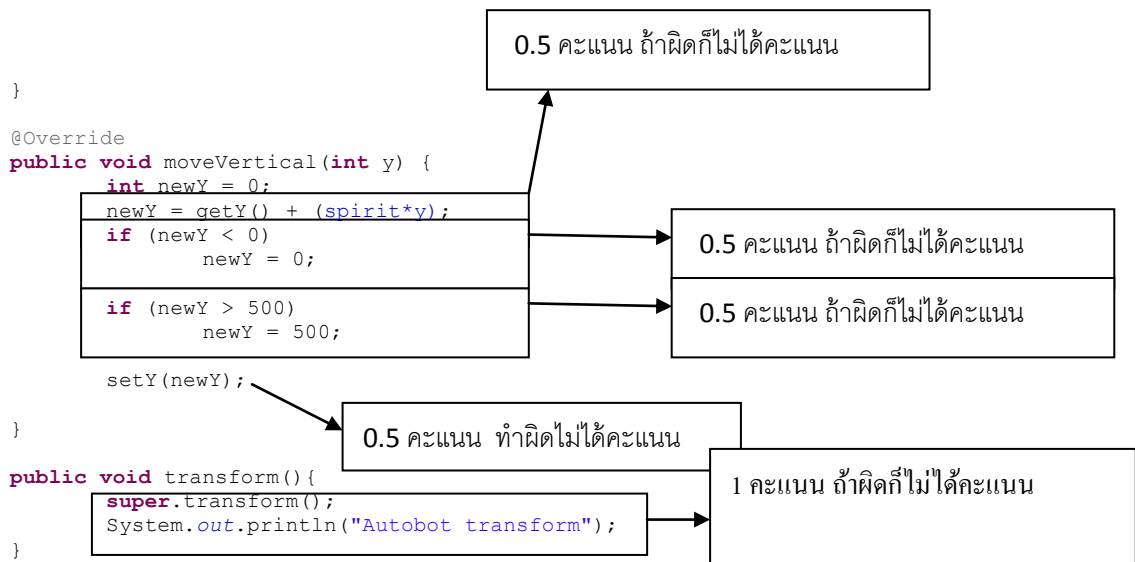 0.5 คะแนน ถ้าผิดก็ไม่ได้คะแนน
}
@Override
public void moveVertical(int y) {
int newY = 0;
newY = getY() + (spirit*y);
if (newY < 0)
newY = 0;
0.5 คะแนน ถ้าผิดก็ไม่ได้คะแนน
if (newY > 500)
newY = 500;
0.5 คะแนน ถ้าผิดก็ไม่ได้คะแนน
setY(newY);
}
0.5 คะแนน ทำผิดไม่ได้คะแนน
public void transform(){
super.transform();
System.out.println("Autobot transform");
}
1 คะแนน ถ้าผิดก็ไม่ได้คะแนน